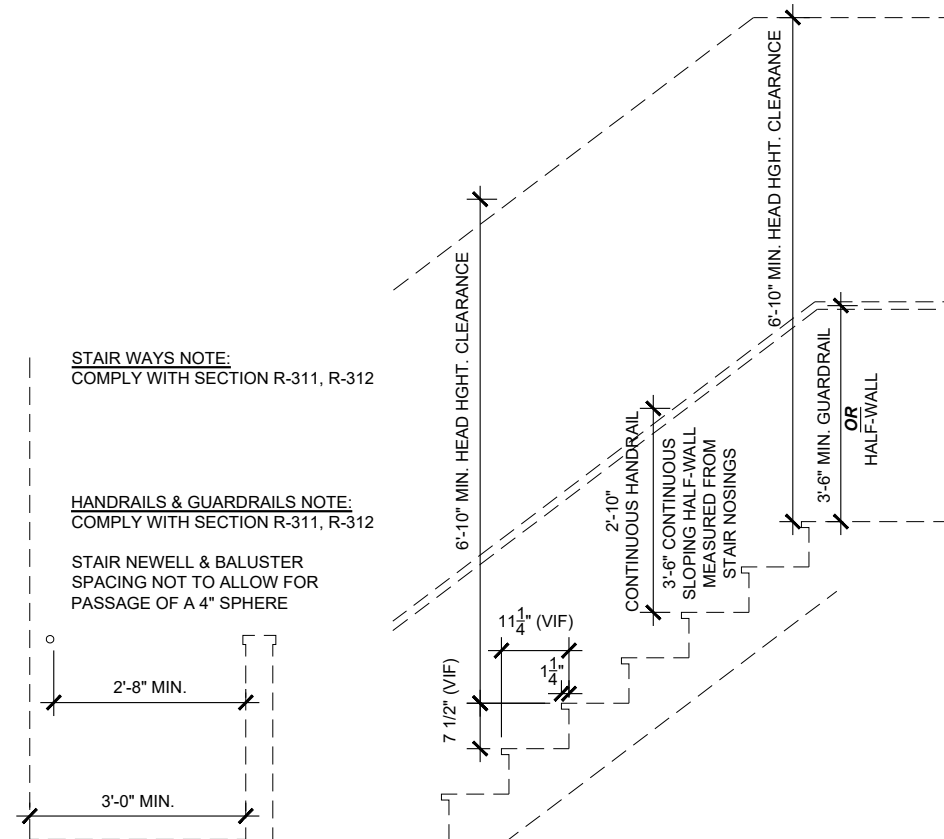 6'-10" MIN. HEAD HGHT. CLEARANCE
6'-10" MIN. HEAD HGHT. CLEARANCE
STAIR WAYS NOTE:
COMPLY WITH SECTION R-311, R-312
HANDRAILS & GUARDRAILS NOTE:
COMPLY WITH SECTION R-311, R-312
STAIR NEWELL & BALUSTER
SPACING NOT TO ALLOW FOR
PASSAGE OF A 4" SPHERE
2'-8" MIN.
3'-0" MIN.
7 1/2" (VIF)
11 1/4" (VIF)
1 1/4"
2'-10"
CONTINUOUS HANDRAIL
3'-6" CONTINUOUS
SLOPING HALF-WALL
MEASURED FROM
STAIR NOSINGS
3'-6" MIN. GUARDRAIL
OR
HALF-WALL